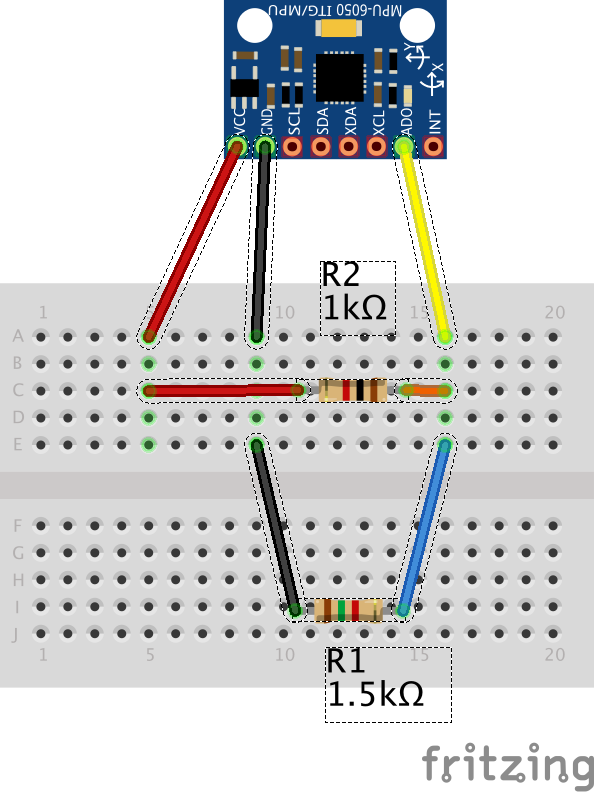 MPU-6050 ITG/MPU
Y
X
VCC
GND
SCL
SDA
XDA
XCL
ADO
INT
R2
1kΩ
1 10 15 20
A
B
C
D
E
F
G
H
I
J
1 5 10 15 20
R1
1.5kΩ
fritzing